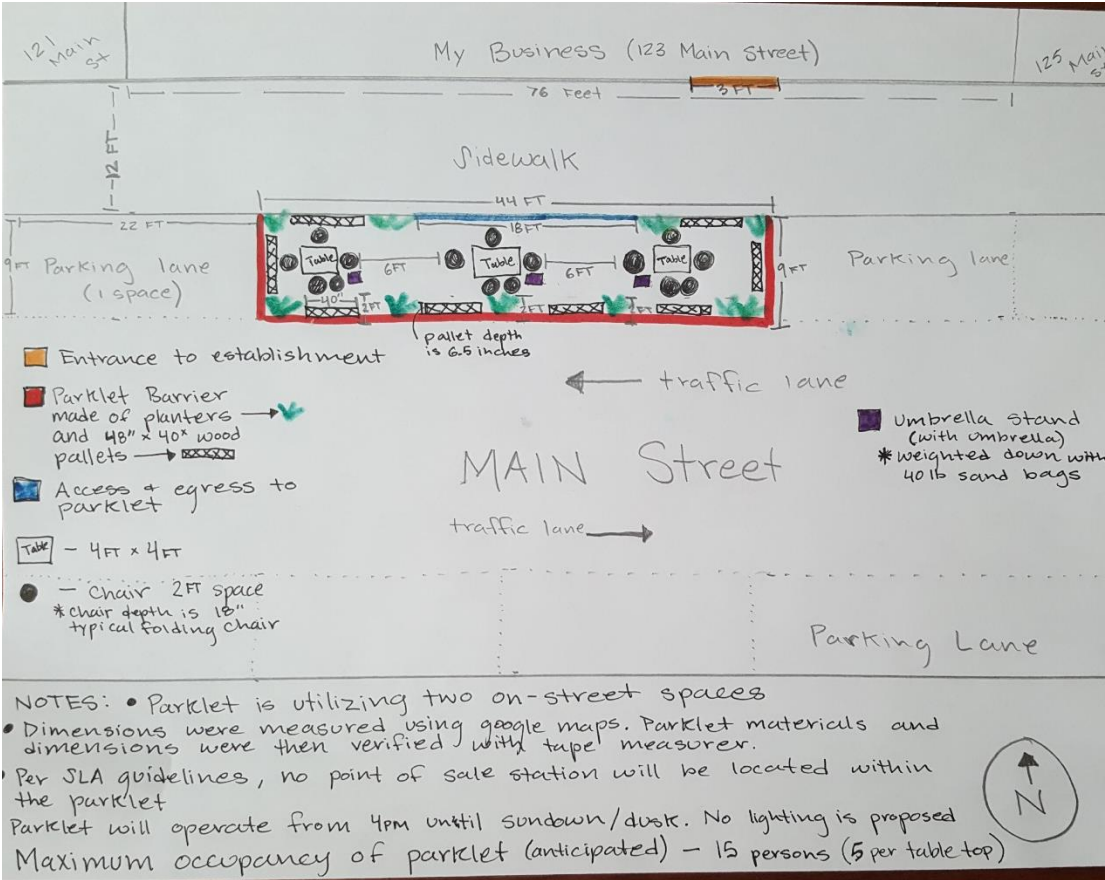 121
Main
St
My Business (123 Main Street)
125 Main
St
76 Feet
3 FT
12 FT
Sidewalk
44 FT
22 FT
18FT
9FT
Parking lane
(1 space)
Table
6FT
Table
6FT
Table
9FT
Parking lane
40"
2FT
2FT
2FT
pallet depth
is 6.5 inches
Entrance to establishment
Parklet Barrier
made of planters
and 48" x 40" wood
pallets
Access & egress to
parklet
Table - 4FT x 4FT
- Chair 2FT space
*chair depth is 18"
typical folding chair
traffic lane
MAIN Street
traffic lane
Umbrella stand
(with umbrella)
* weighted down with
40 lb sand bags
Parking Lane
NOTES: • Parklet is utilizing two on-street spaces
• Dimensions were measured using google maps. Parklet materials and
dimensions were then verified with tape measurer.
• Per SLA guidelines, no point of sale station will be located within
the parklet
Parklet will operate from 4PM until sundown/dusk. No lighting is proposed
Maximum occupancy of parklet (anticipated) - 15 persons (5 per table top)
N